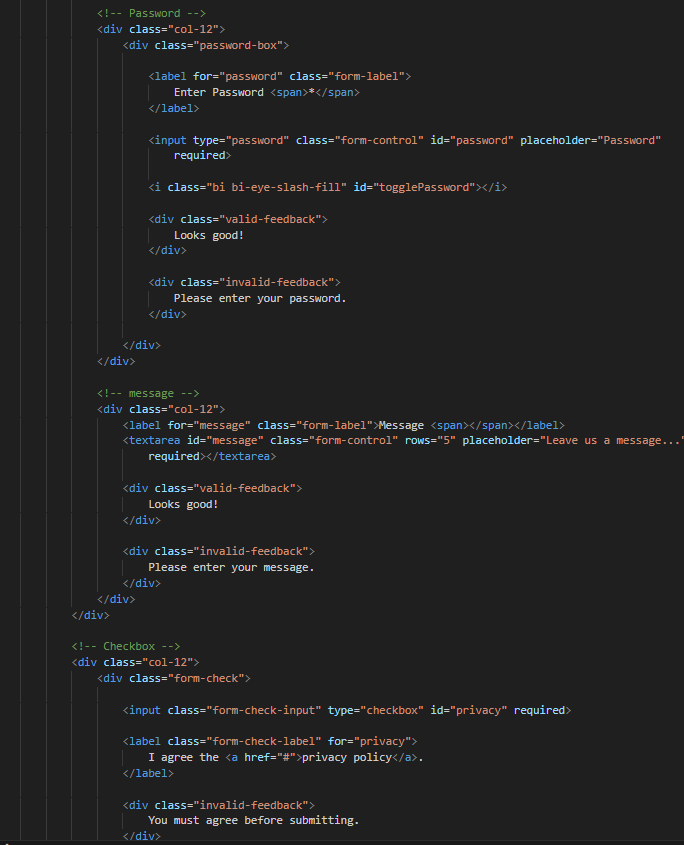 <!-- Password -->
<div class="col-12">
<div class="password-box">
<label for="password" class="form-label">
Enter Password <span>*</span>
</label>
<input type="password" class="form-control" id="password" placeholder="Password"
required>
<i class="bi bi-eye-slash-fill" id="togglePassword"></i>
<div class="valid-feedback">
Looks good!
</div>
<div class="invalid-feedback">
Please enter your password.
</div>
</div>
</div>
<!-- message -->
<div class="col-12">
<label for="message" class="form-label">Message <span></span></label>
<textarea id="message" class="form-control" rows="5" placeholder="Leave us a message..."
required></textarea>
<div class="valid-feedback">
Looks good!
</div>
<div class="invalid-feedback">
Please enter your message.
</div>
</div>
</div>
<!-- Checkbox -->
<div class="col-12">
<div class="form-check">
<input class="form-check-input" type="checkbox" id="privacy" required>
<label class="form-check-label" for="privacy">
I agree the <a href="#">privacy policy</a>.
</label>
<div class="invalid-feedback">
You must agree before submitting.
</div>